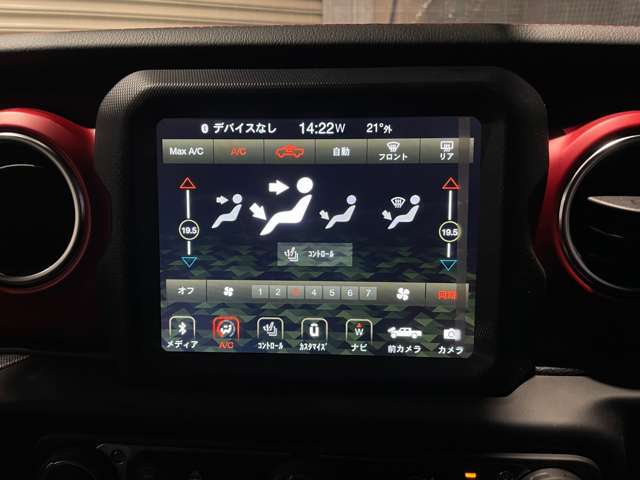 デバイスなし 14:22W 21°外
Max A/C A/C 自動 フロント リア
19.5 19.5
コントロール
オフ 1 2 3 4 5 6 7 同期
W
メディア A/C コントロール カスタマイズ ナビ 前カメラ カメラ